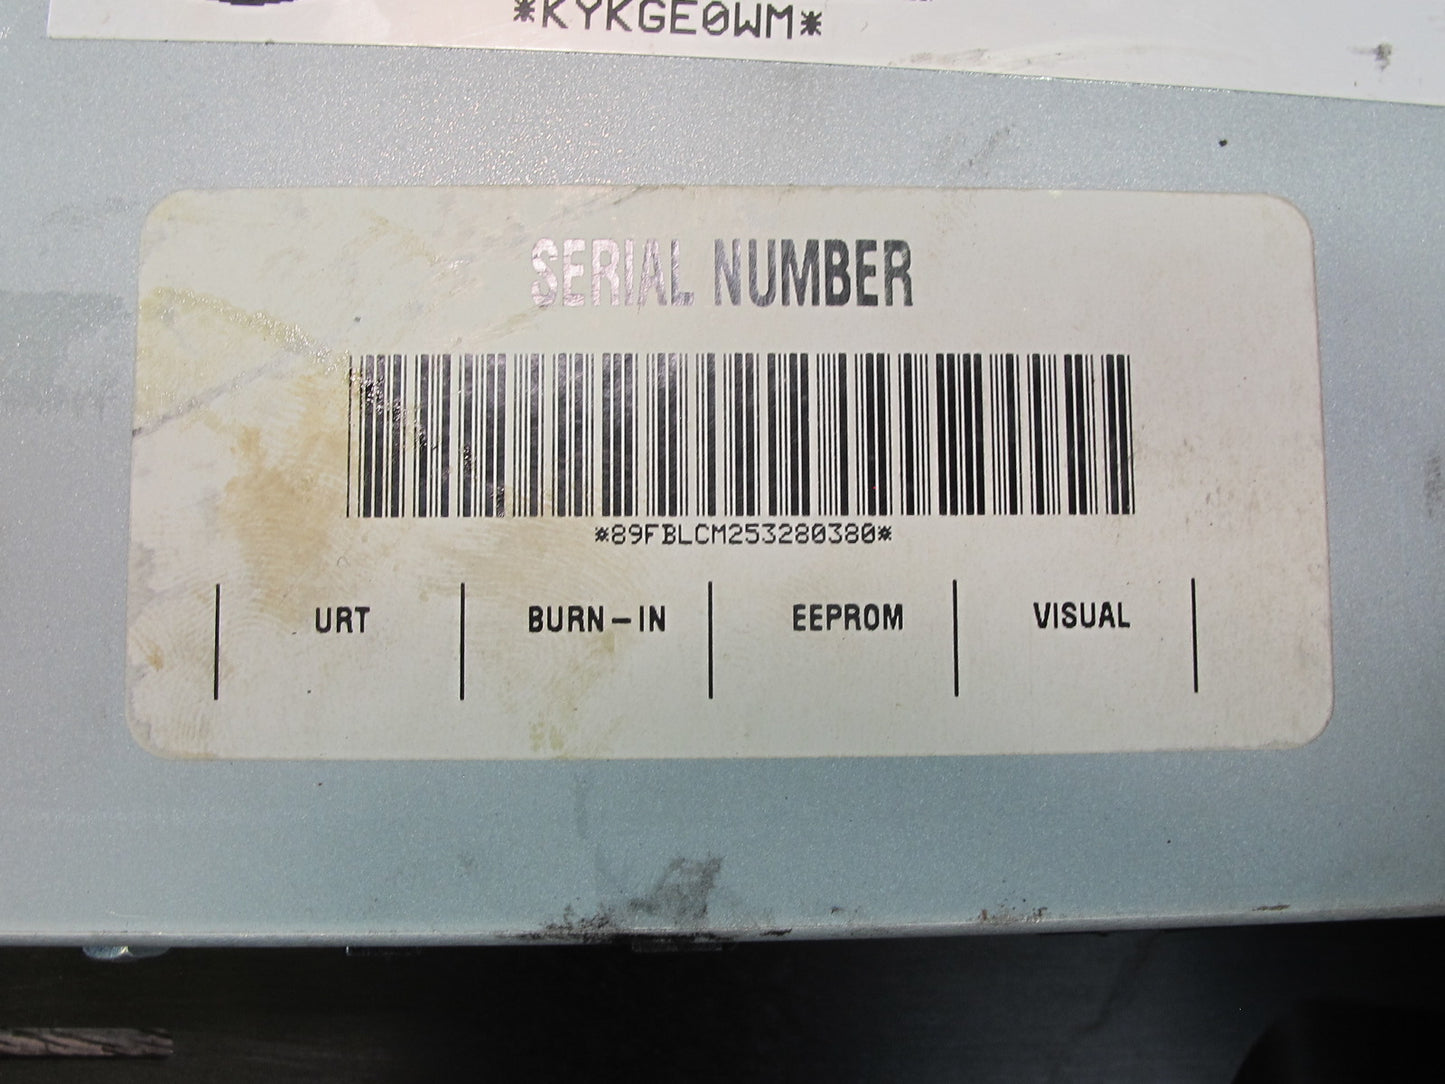 *KYKGE0WM*
SERIAL NUMBER
*89FBLCM253280380*
URT BURN-IN EEPROM VISUAL